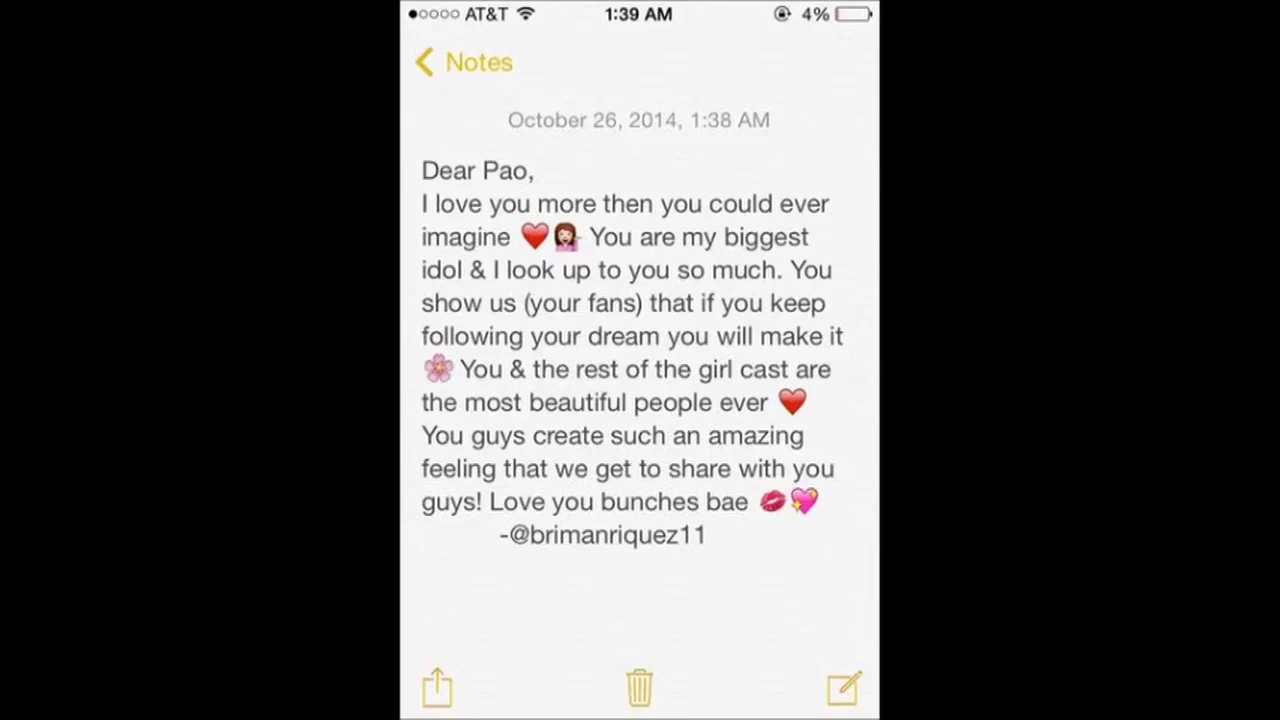 AT&T 1:39 AM 4%
Notes
October 26, 2014, 1:38 AM
Dear Pao,
I love you more then you could ever
imagine ❤️💁 You are my biggest
idol & I look up to you so much. You
show us (your fans) that if you keep
following your dream you will make it
🌸 You & the rest of the girl cast are
the most beautiful people ever ❤️
You guys create such an amazing
feeling that we get to share with you
guys! Love you bunches bae 💋💖
-@brimanriquez11